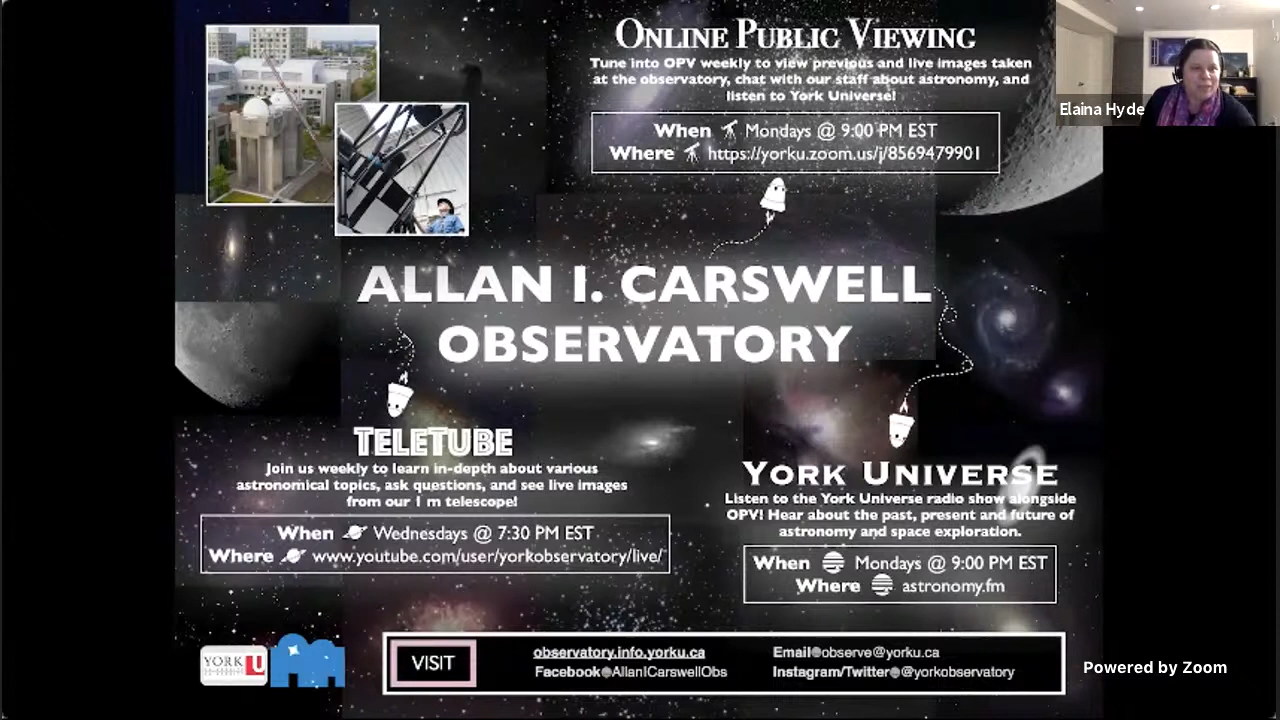 ONLINE PUBLIC VIEWING
Tune into OPV weekly to view previous and live images taken
at the observatory, chat with our staff about astronomy, and
listen to York Universe!
When Mondays @ 9:00 PM EST
Where https://yorku.zoom.us/j/8569479901
Elaina Hyde
ALLAN I. CARSWELL
OBSERVATORY
TELETUBE
Join us weekly to learn in-depth about various
astronomical topics, ask questions, and see live images
from our 1 m telescope!
When Wednesdays @ 7:30 PM EST
Where www.youtube.com/user/yorkobservatory/live/
YORK UNIVERSE
Listen to the York Universe radio show alongside
OPV! Hear about the past, present and future of
astronomy and space exploration.
When Mondays @ 9:00 PM EST
Where astronomy.fm
YORK U
VISIT
observatory.info.yorku.ca
Facebook AllanICarswellObs
Email observe@yorku.ca
Instagram/Twitter @yorkobservatory
Powered by Zoom